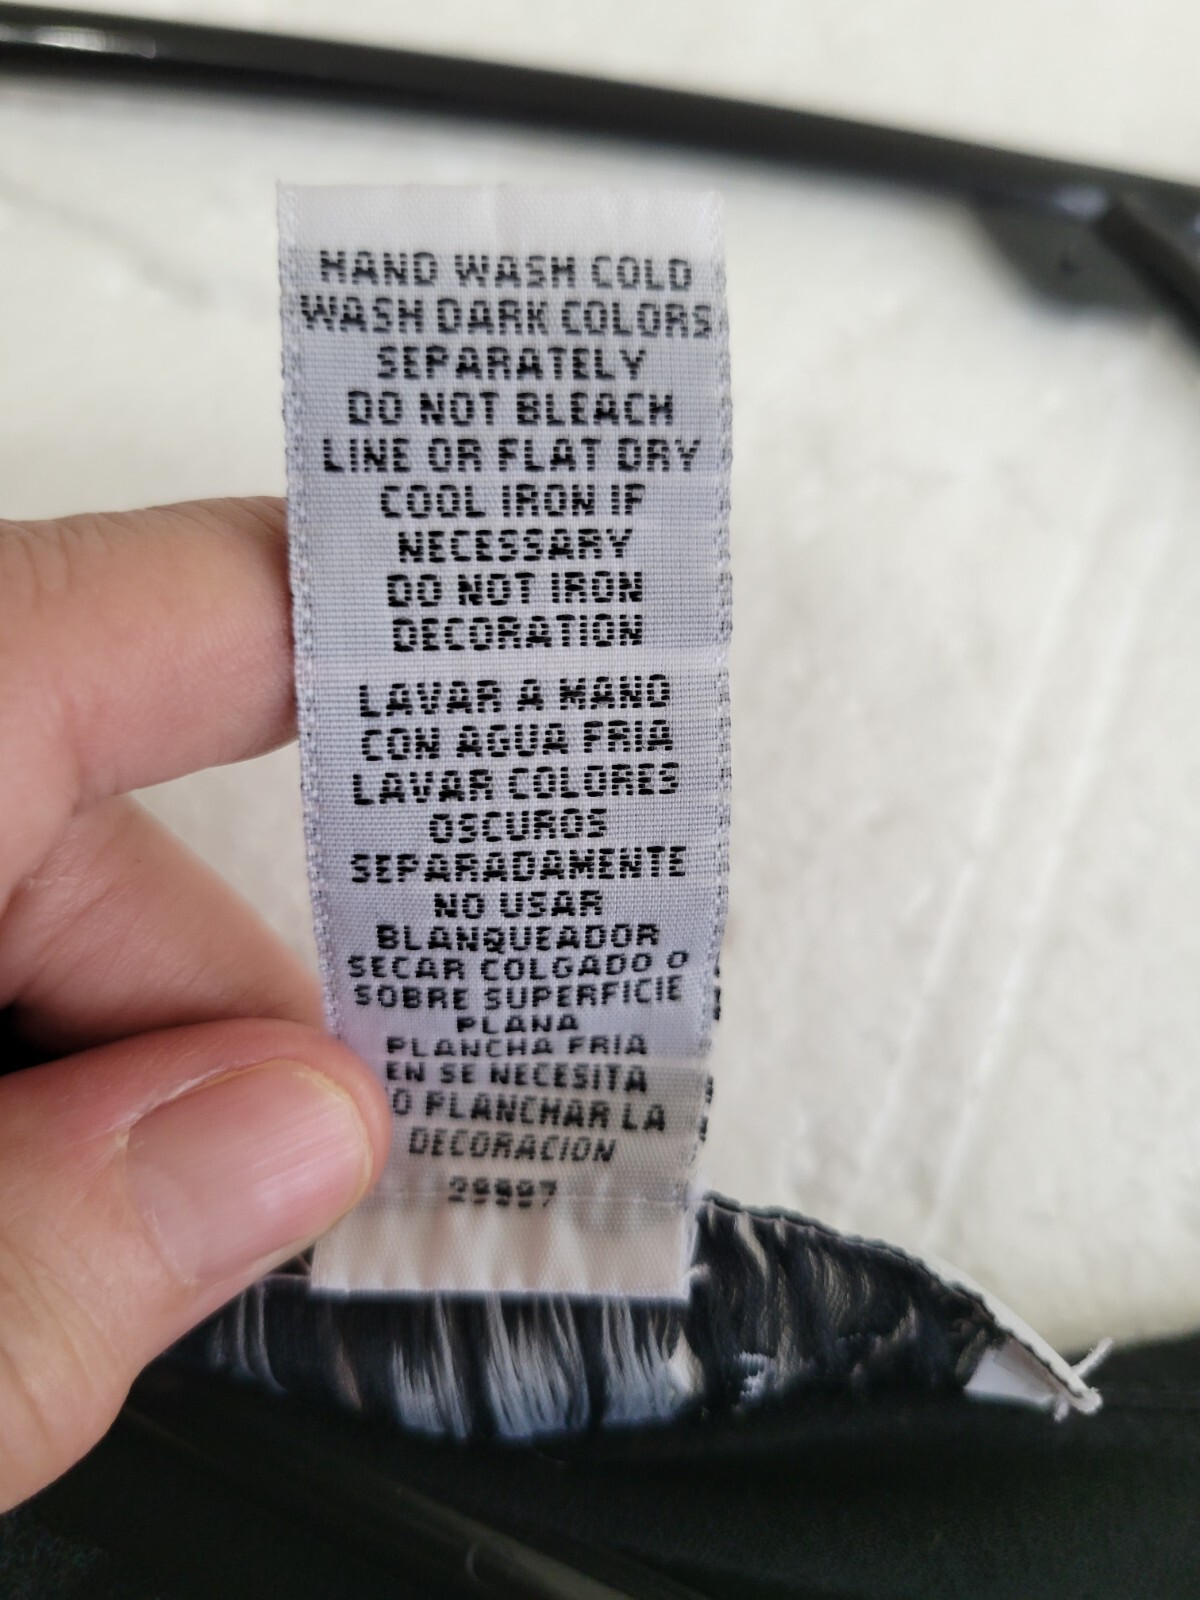 HAND WASH COLD
WASH DARK COLORS
SEPARATELY
DO NOT BLEACH
LINE OR FLAT DRY
COOL IRON IF
NECESSARY
DO NOT IRON
DECORATION
LAVAR A MANO
CON AGUA FRIA
LAVAR COLORES
OSCUROS
SEPARADAMENTE
NO USAR
BLANQUEADOR
SECAR COLGADO O
SOBRE SUPERFICIE
PLANA
PLANCHA FRIA
EN SE NECESITA
O PLANCHAR LA
DECORACION